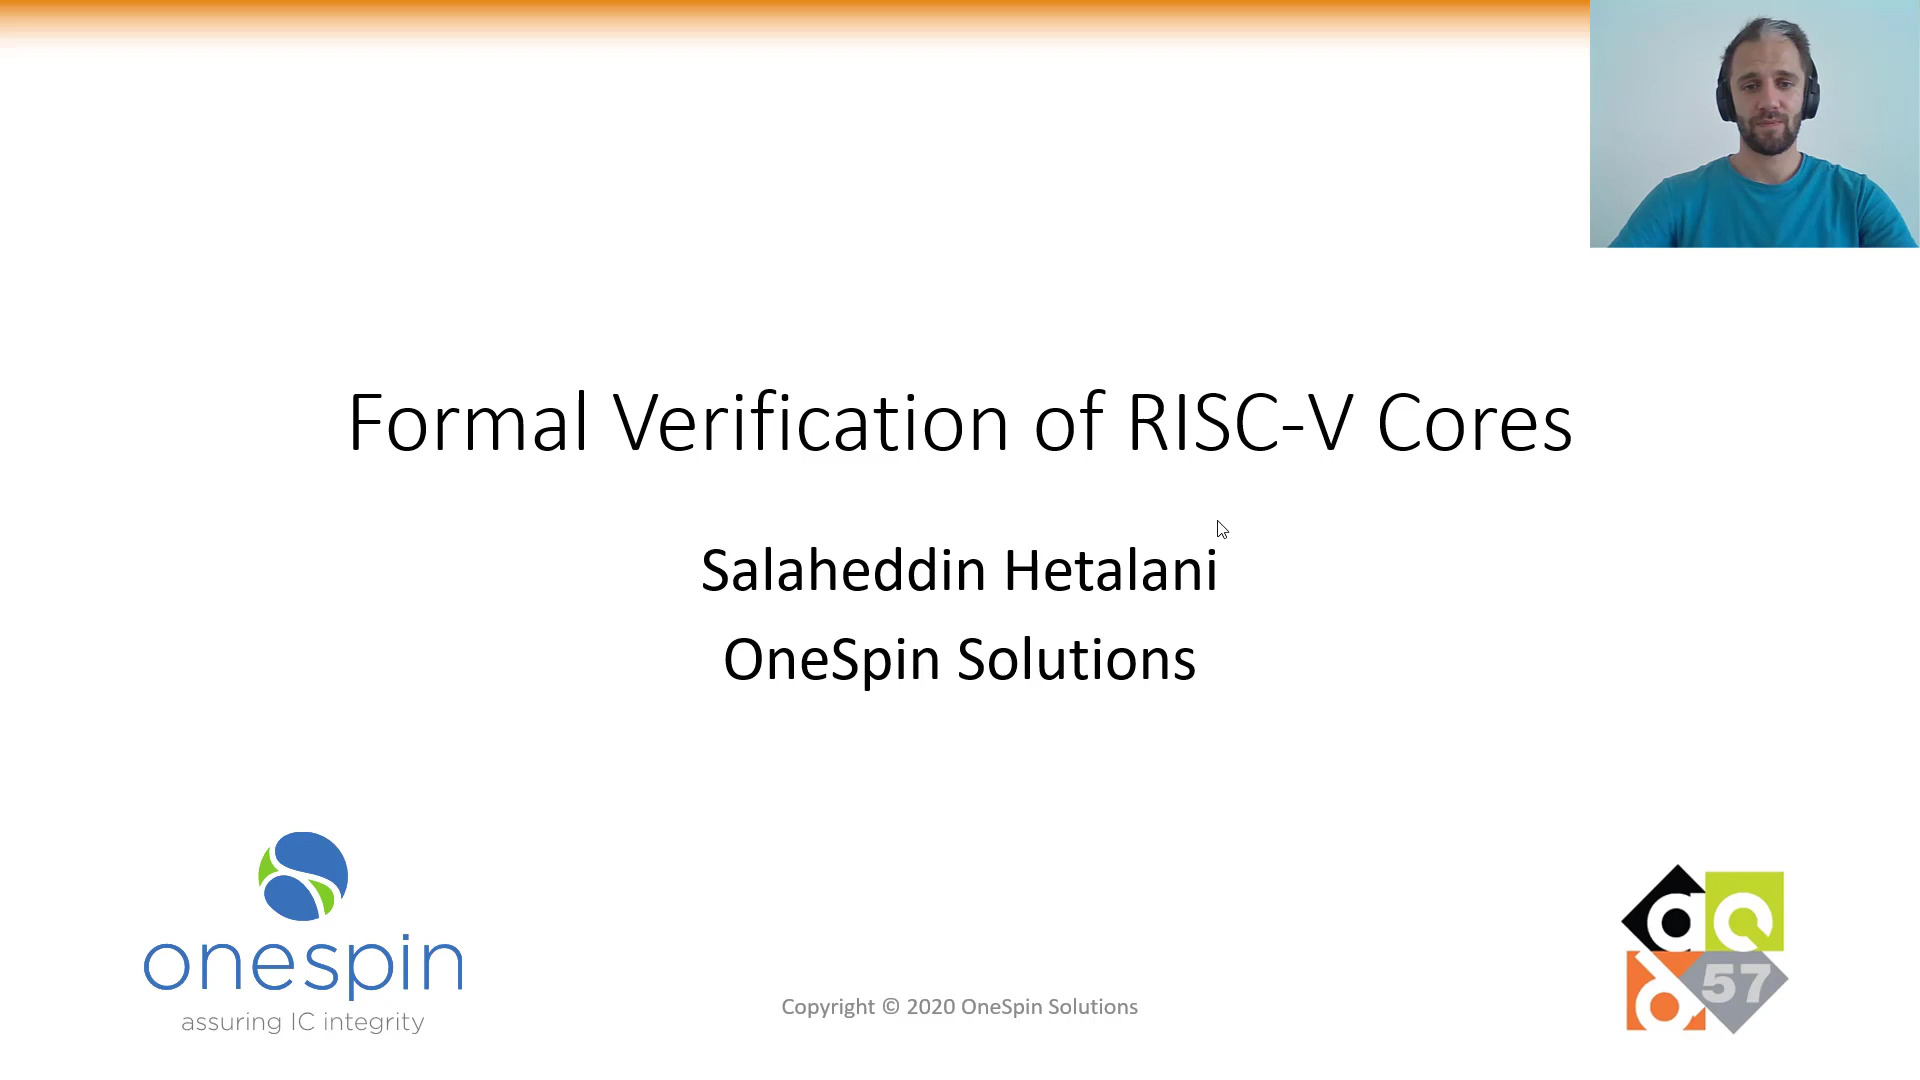 Formal Verification of RISC-V Cores
Salaheddin Hetalani
OneSpin Solutions
onespin
assuring IC integrity
Copyright © 2020 OneSpin Solutions
57